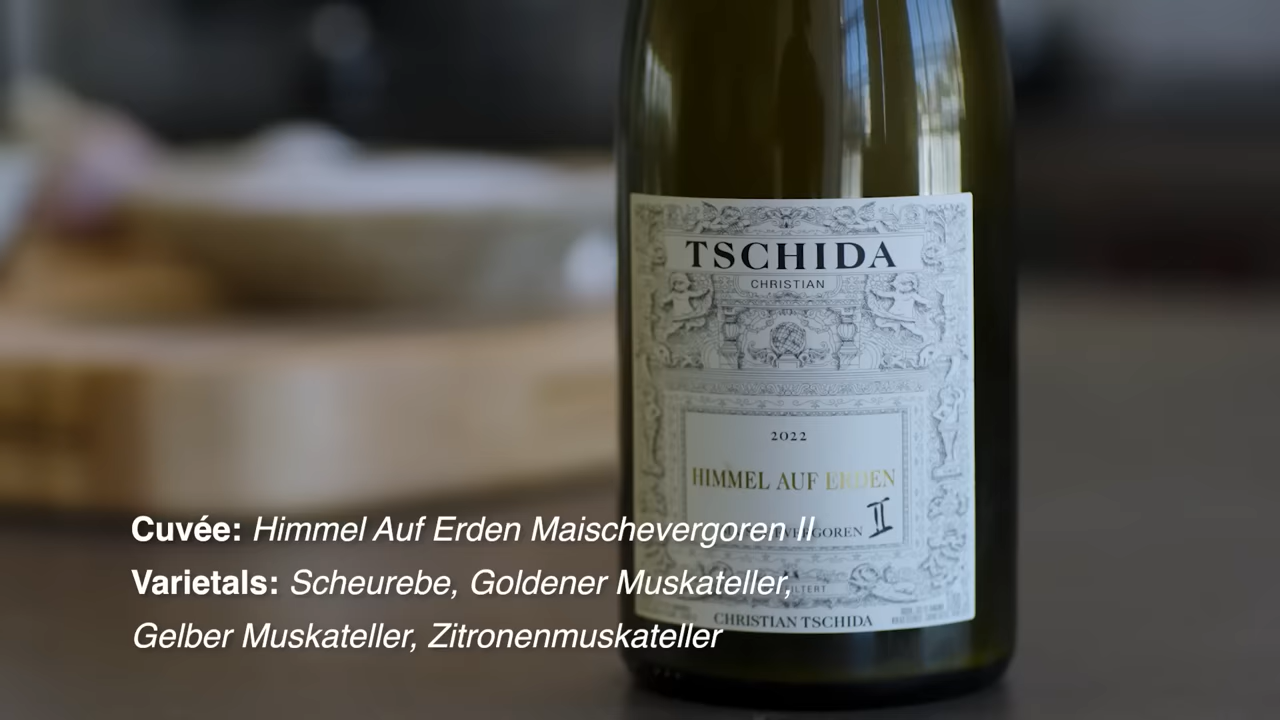 TSCHIDA
CHRISTIAN
2022
HIMMEL AUF ERDEN
II
CHRISTIAN TSCHIDA
Cuvée: Himmel Auf Erden Maischevergoren II
Varietals: Scheurebe, Goldener Muskateller,
Gelber Muskateller, Zitronenmuskateller